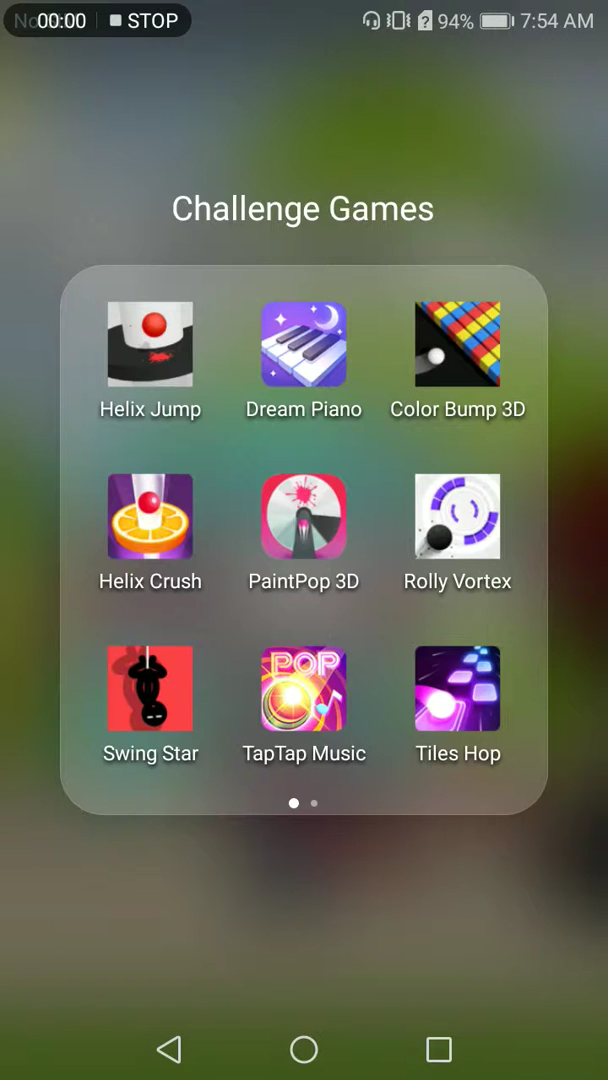 00:00 STOP 94% 7:54 AM
Challenge Games
Helix Jump Dream Piano Color Bump 3D
Helix Crush PaintPop 3D Rolly Vortex
POP
Swing Star TapTap Music Tiles Hop